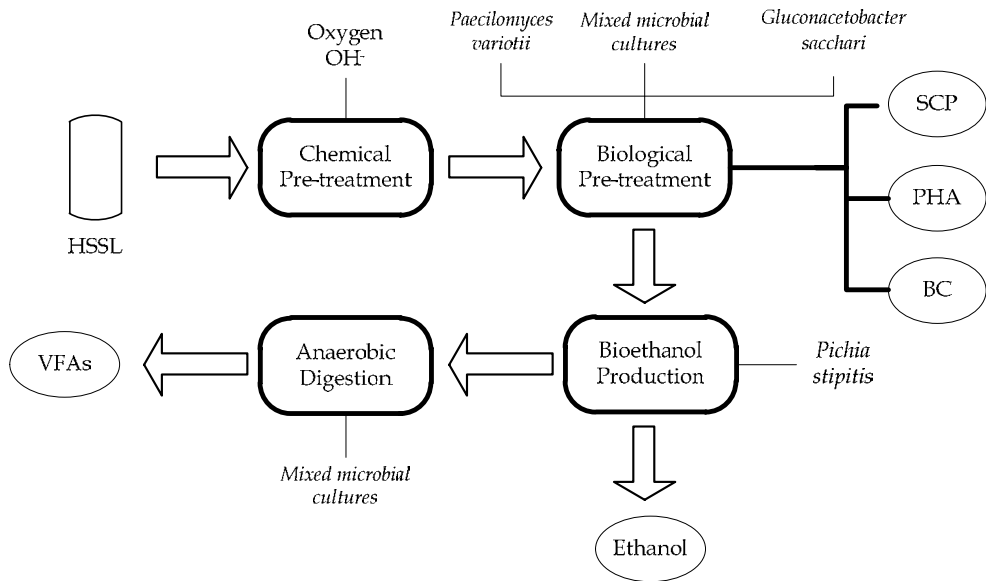 Oxygen
OH-
Paecilomyces
variotii
Mixed microbial
cultures
Gluconacetobacter
sacchari
HSSL
Chemical
Pre-treatment
Biological
Pre-treatment
SCP
PHA
BC
VFAs
Anaerobic
Digestion
Bioethanol
Production
Pichia
stipitis
Mixed microbial
cultures
Ethanol